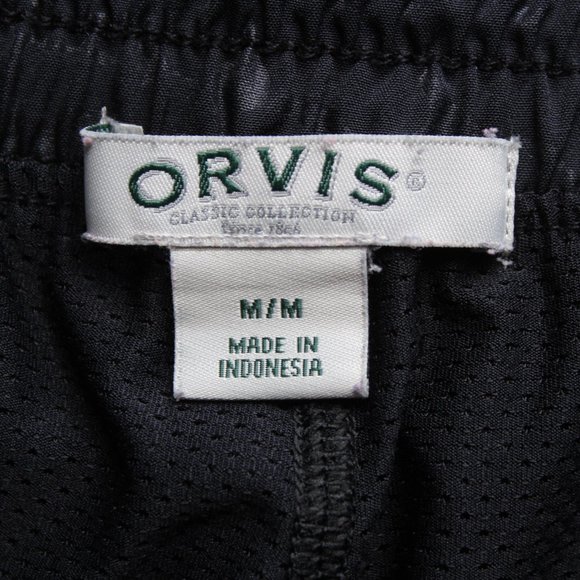 ORVIS®
CLASSIC COLLECTION
Since 1856
M/M
MADE IN
INDONESIA